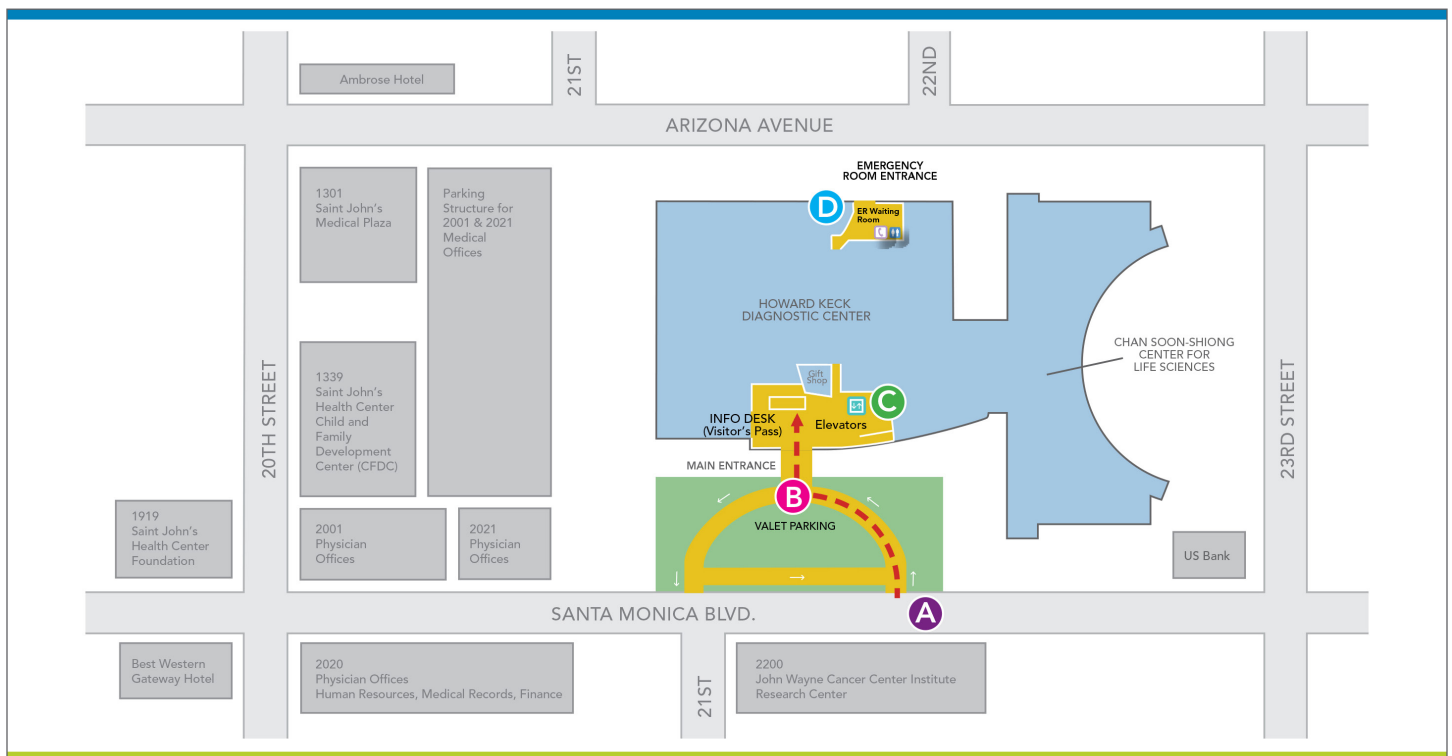 21ST
22ND
Ambrose Hotel
ARIZONA AVENUE
EMERGENCY
ROOM ENTRANCE
1301
Saint John's
Medical Plaza
Parking
Structure for
2001 & 2021
Medical
Offices
D
ER Waiting
Room
HOWARD KECK
DIAGNOSTIC CENTER
CHAN SOON-SHIONG
CENTER FOR
LIFE SCIENCES
20TH STREET
23RD STREET
1339
Saint John's
Health Center
Child and
Family
Development
Center (CFDC)
Gift
Shop
C
INFO DESK
(Visitor's Pass)
Elevators
MAIN ENTRANCE
B
VALET PARKING
1919
Saint John's
Health Center
Foundation
2001
Physician
Offices
2021
Physician
Offices
US Bank
SANTA MONICA BLVD.
A
Best Western
Gateway Hotel
2020
Physician Offices
Human Resources, Medical Records, Finance
21ST
2200
John Wayne Cancer Center Institute
Research Center